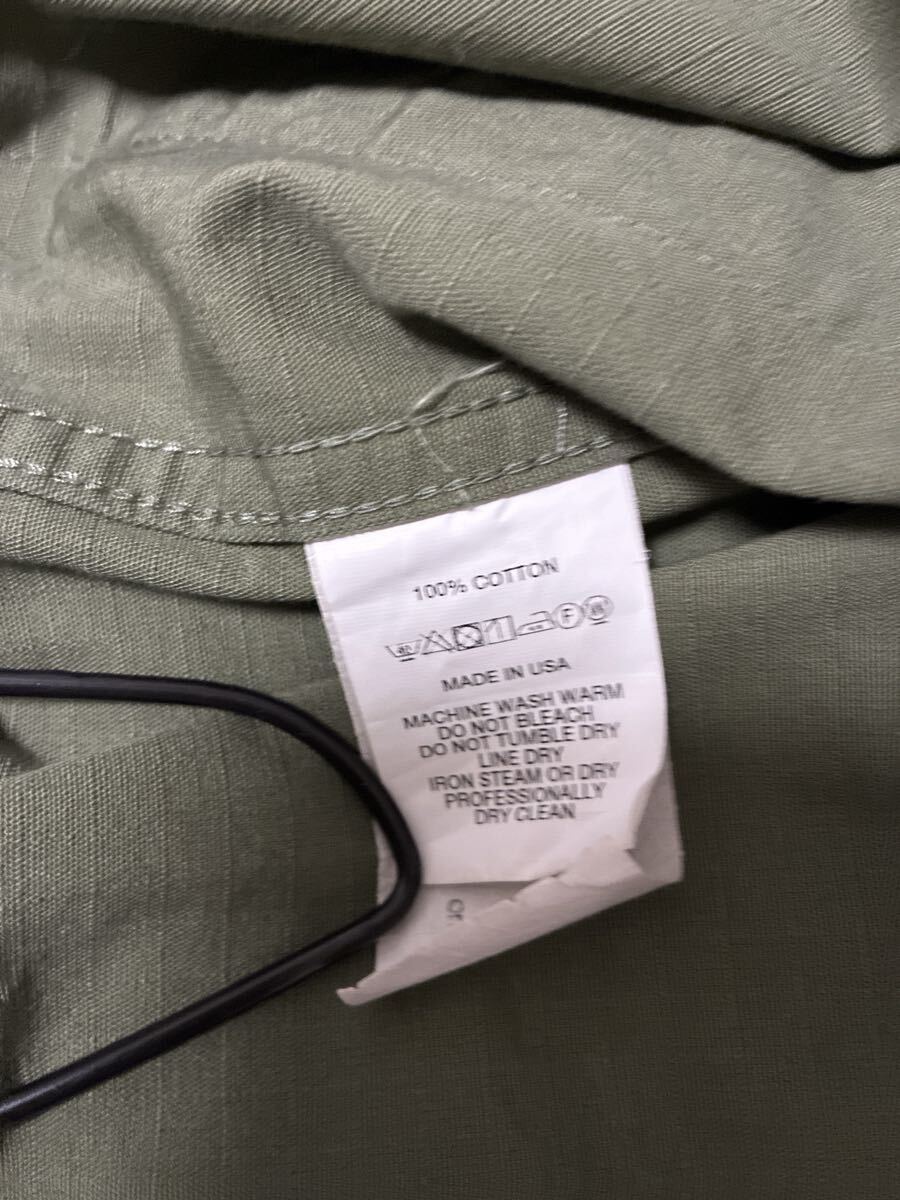 100% COTTON
F
MADE IN USA
MACHINE WASH WARM
DO NOT BLEACH
DO NOT TUMBLE DRY
LINE DRY
IRON STEAM OR DRY
PROFESSIONALLY
DRY CLEAN